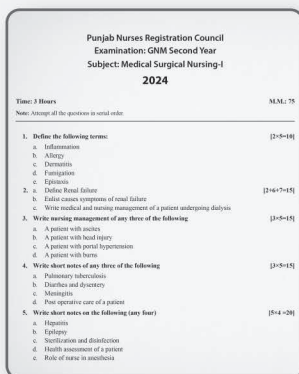 Punjab Nurses Registration Council
Examination: GNM Second Year
Subject: Medical Surgical Nursing-I
2024
Time: 3 Hours M.M.: 75
Note: Attempt all the questions in serial order.
1. Define the following terms: [2×5=10]
a. Inflammation
b. Allergy
c. Dermatitis
d. Fumigation
e. Epistaxis
2. a. Define Renal failure [2+6+7=15]
b. Enlist causes symptoms of renal failure
c. Write medical and nursing management of a patient undergoing dialysis
3. Write nursing management of any three of the following [3×5=15]
a. A patient with ascites
b. A patient with head injury
c. A patient with portal hypertension
d. A patient with burns
4. Write short notes of any three of the following [3×5=15]
a. Pulmonary tuberculosis
b. Diarrhea and dysentery
c. Meningitis
d. Post operative care of a patient
5. Write short notes on the following (any four) [5×4 =20]
a. Hepatitis
b. Epilepsy
c. Sterilization and disinfection
d. Health assessment of a patient
e. Role of nurse in anesthesia